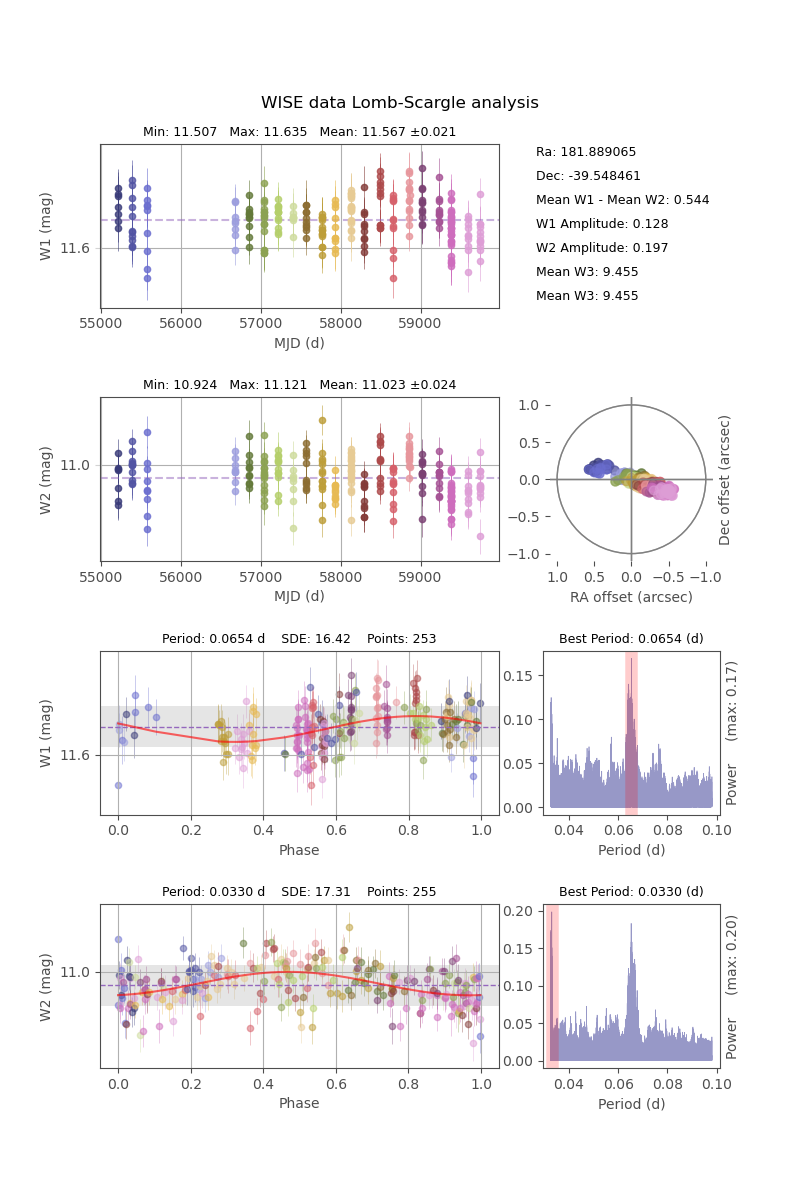 WISE data Lomb-Scargle analysis
Min: 11.507 Max: 11.635 Mean: 11.567 ±0.021
W1 (mag)
11.6
55000 56000 57000 58000 59000
MJD (d)
Ra: 181.889065
Dec: -39.548461
Mean W1 - Mean W2: 0.544
W1 Amplitude: 0.128
W2 Amplitude: 0.197
Mean W3: 9.455
Mean W3: 9.455
Min: 10.924 Max: 11.121 Mean: 11.023 ±0.024
W2 (mag)
11.0
55000 56000 57000 58000 59000
MJD (d)
1.0
0.5
0.0
−0.5
−1.0
1.0 0.5 0.0 −0.5 −1.0
RA offset (arcsec)
Dec offset (arcsec)
Period: 0.0654 d SDE: 16.42 Points: 253
W1 (mag)
11.6
0.0 0.2 0.4 0.6 0.8 1.0
Phase
Best Period: 0.0654 (d)
0.15
0.10
0.05
0.00
0.04 0.06 0.08 0.10
Period (d)
Power (max: 0.17)
Period: 0.0330 d SDE: 17.31 Points: 255
W2 (mag)
11.0
0.0 0.2 0.4 0.6 0.8 1.0
Phase
Best Period: 0.0330 (d)
0.20
0.15
0.10
0.05
0.00
0.04 0.06 0.08 0.10
Period (d)
Power (max: 0.20)